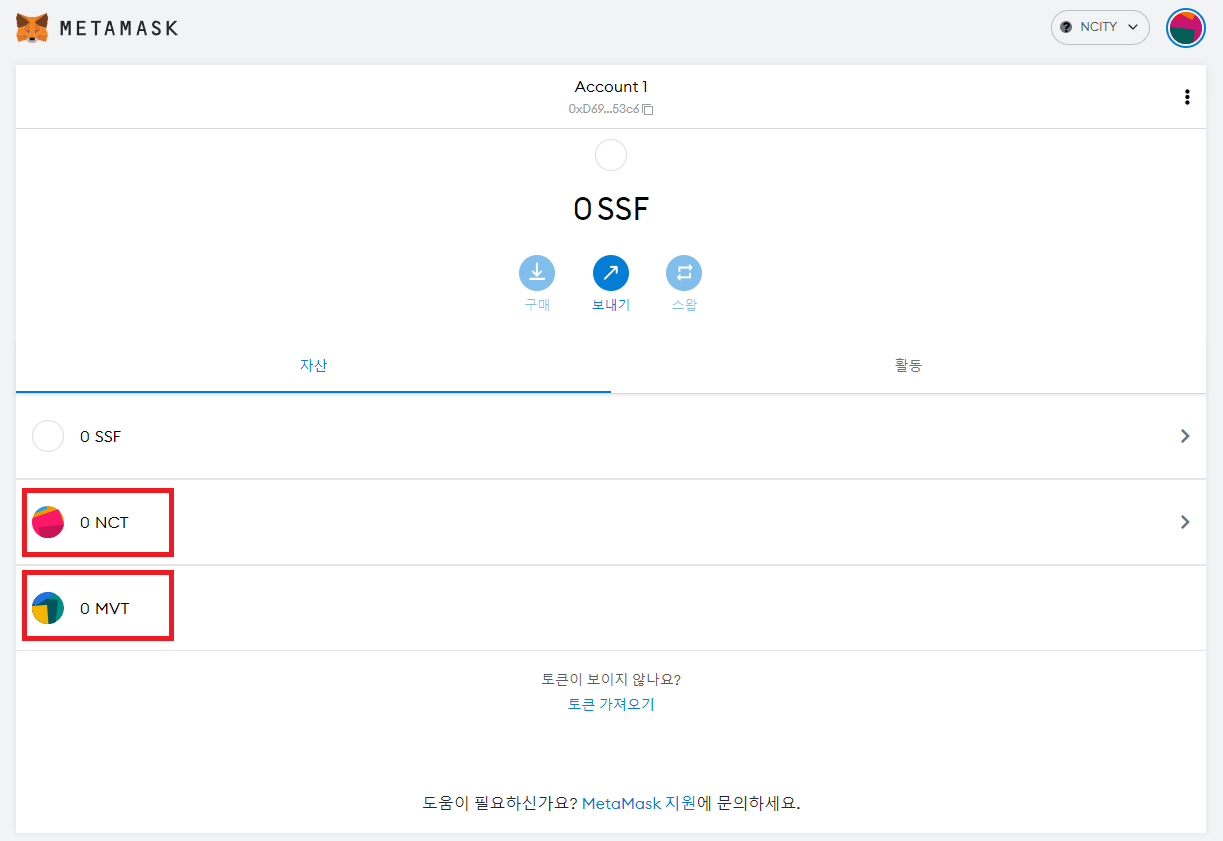 METAMASK
NCITY
Account 1
0xD69...53c6
0 SSF
구매
보내기
스왑
자산
활동
0 SSF
0 NCT
0 MVT
토큰이 보이지 않나요?
토큰 가져오기
도움이 필요하신가요? MetaMask 지원에 문의하세요.